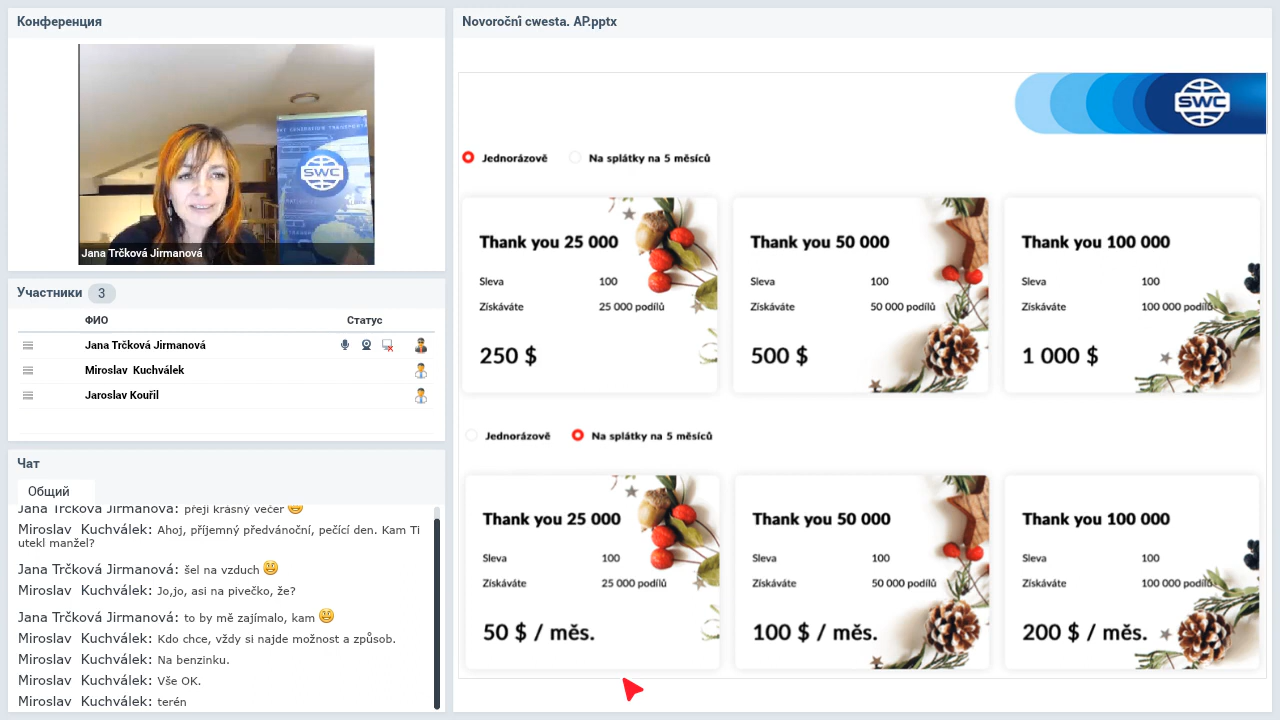 Конференция
NEXT GENERATION TRANSPORT
SWC
Jana Trčková Jirmanová
Участники 3
ФИО Статус
Jana Trčková Jirmanová
Miroslav Kuchválek
Jaroslav Kouřil
Чат
Общий
Jana Trčková Jirmanová: přeji krásný večer
Miroslav Kuchválek: Ahoj, příjemný předvánoční, pečící den. Kam Ti
utekl manžel?
Jana Trčková Jirmanová: šel na vzduch
Miroslav Kuchválek: Jo,jo, asi na pivečko, že?
Jana Trčková Jirmanová: to by mě zajímalo, kam
Miroslav Kuchválek: Kdo chce, vždy si najde možnost a způsob.
Miroslav Kuchválek: Na benzinku.
Miroslav Kuchválek: Vše OK.
Miroslav Kuchválek: terén
Novoroční cwesta. AP.pptx
SWC
Jednorázově Na splátky na 5 měsíců
Thank you 25 000
Sleva 100
Získáváte 25 000 podílů
250 $
Thank you 50 000
Sleva 100
Získáváte 50 000 podílů
500 $
Thank you 100 000
Sleva 100
Získáváte 100 000 podílů
1 000 $
Jednorázově Na splátky na 5 měsíců
Thank you 25 000
Sleva 100
Získáváte 25 000 podílů
50 $ / měs.
Thank you 50 000
Sleva 100
Získáváte 50 000 podílů
100 $ / měs.
Thank you 100 000
Sleva 100
Získáváte 100 000 podílů
200 $ / měs.